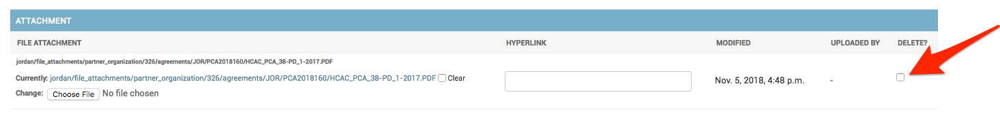 ATTACHMENT
FILE ATTACHMENT HYPERLINK MODIFIED UPLOADED BY DELETE?
jordan/file_attachments/partner_organization/326/agreements/JOR/PCA2018160/HCAC_PCA_38-PD_1-2017.PDF
Currently: jordan/file_attachments/partner_organization/326/agreements/JOR/PCA2018160/HCAC_PCA_38-PD_1-2017.PDF Clear
Nov. 5, 2018, 4:48 p.m. -
Change: Choose File No file chosen